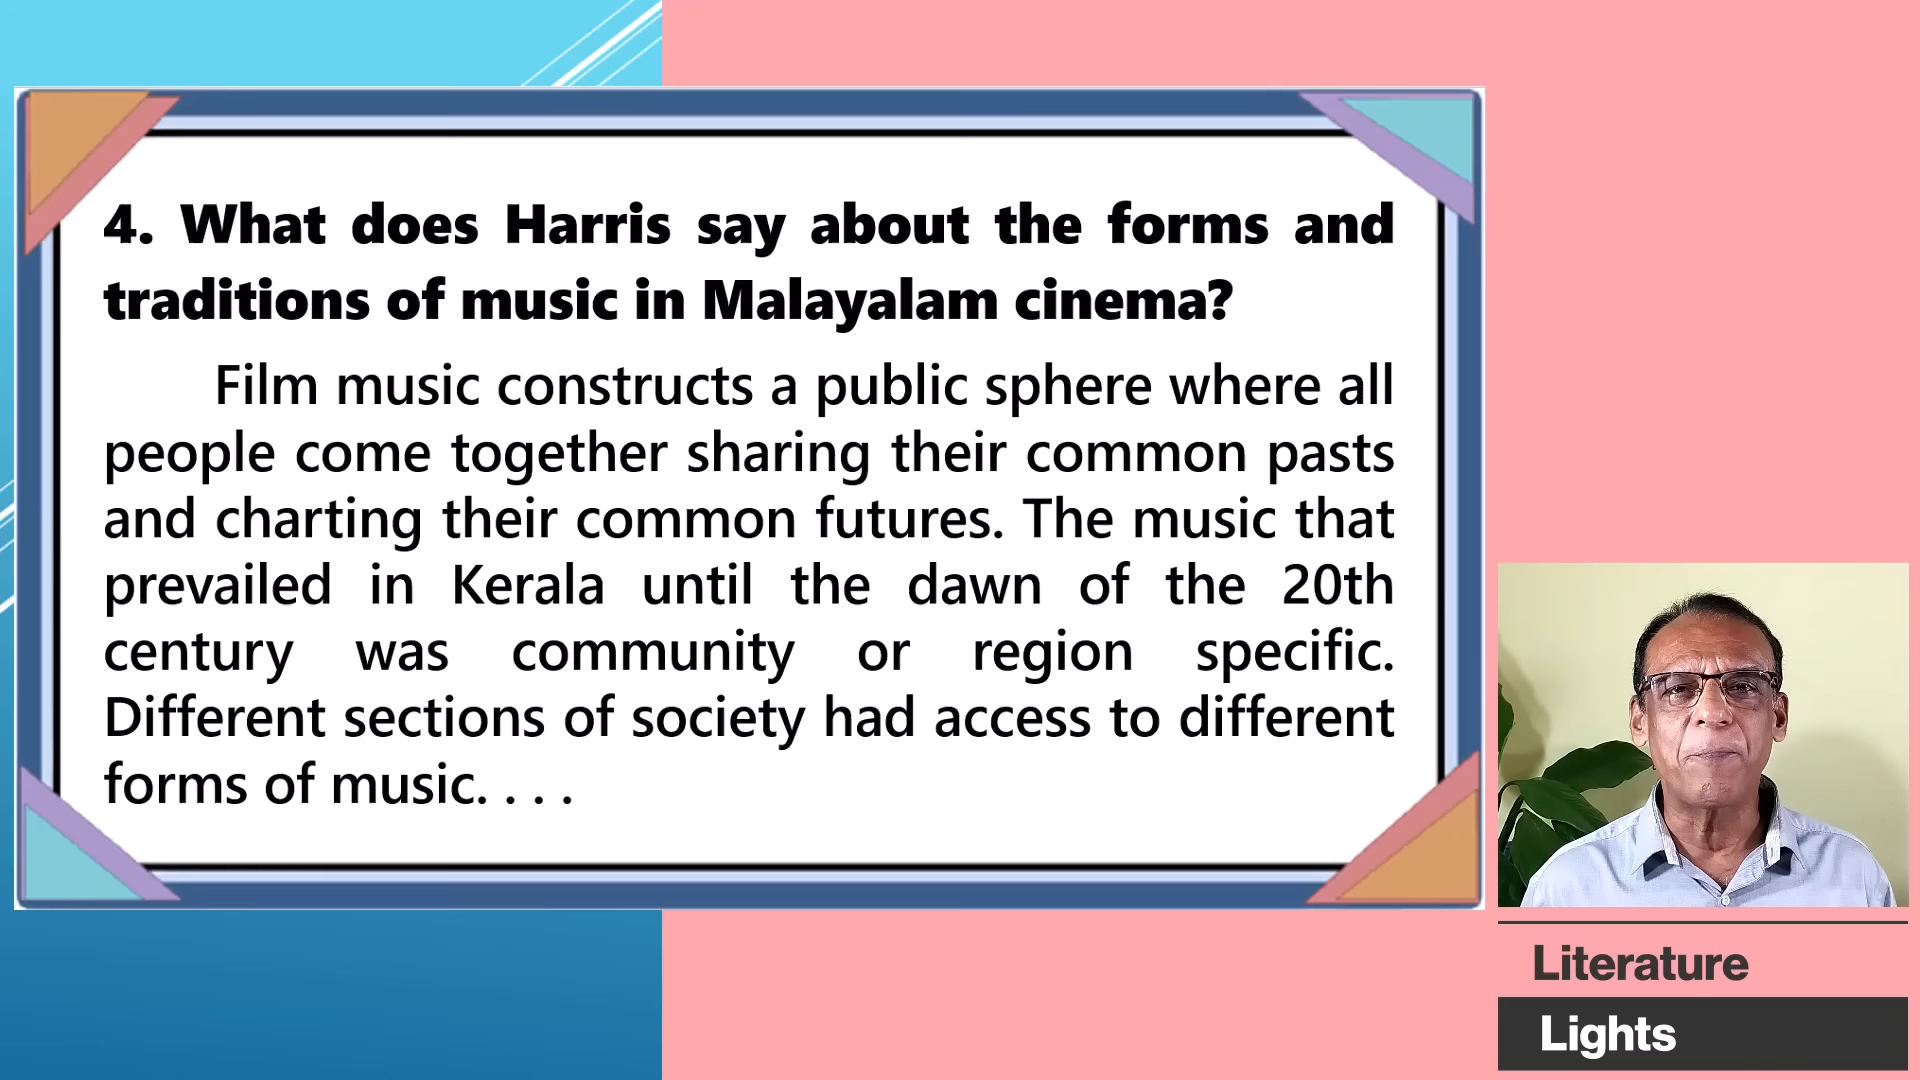 4. What does Harris say about the forms and
traditions of music in Malayalam cinema?
Film music constructs a public sphere where all
people come together sharing their common pasts
and charting their common futures. The music that
prevailed in Kerala until the dawn of the 20th
century was community or region specific.
Different sections of society had access to different
forms of music. . . .
Literature
Lights